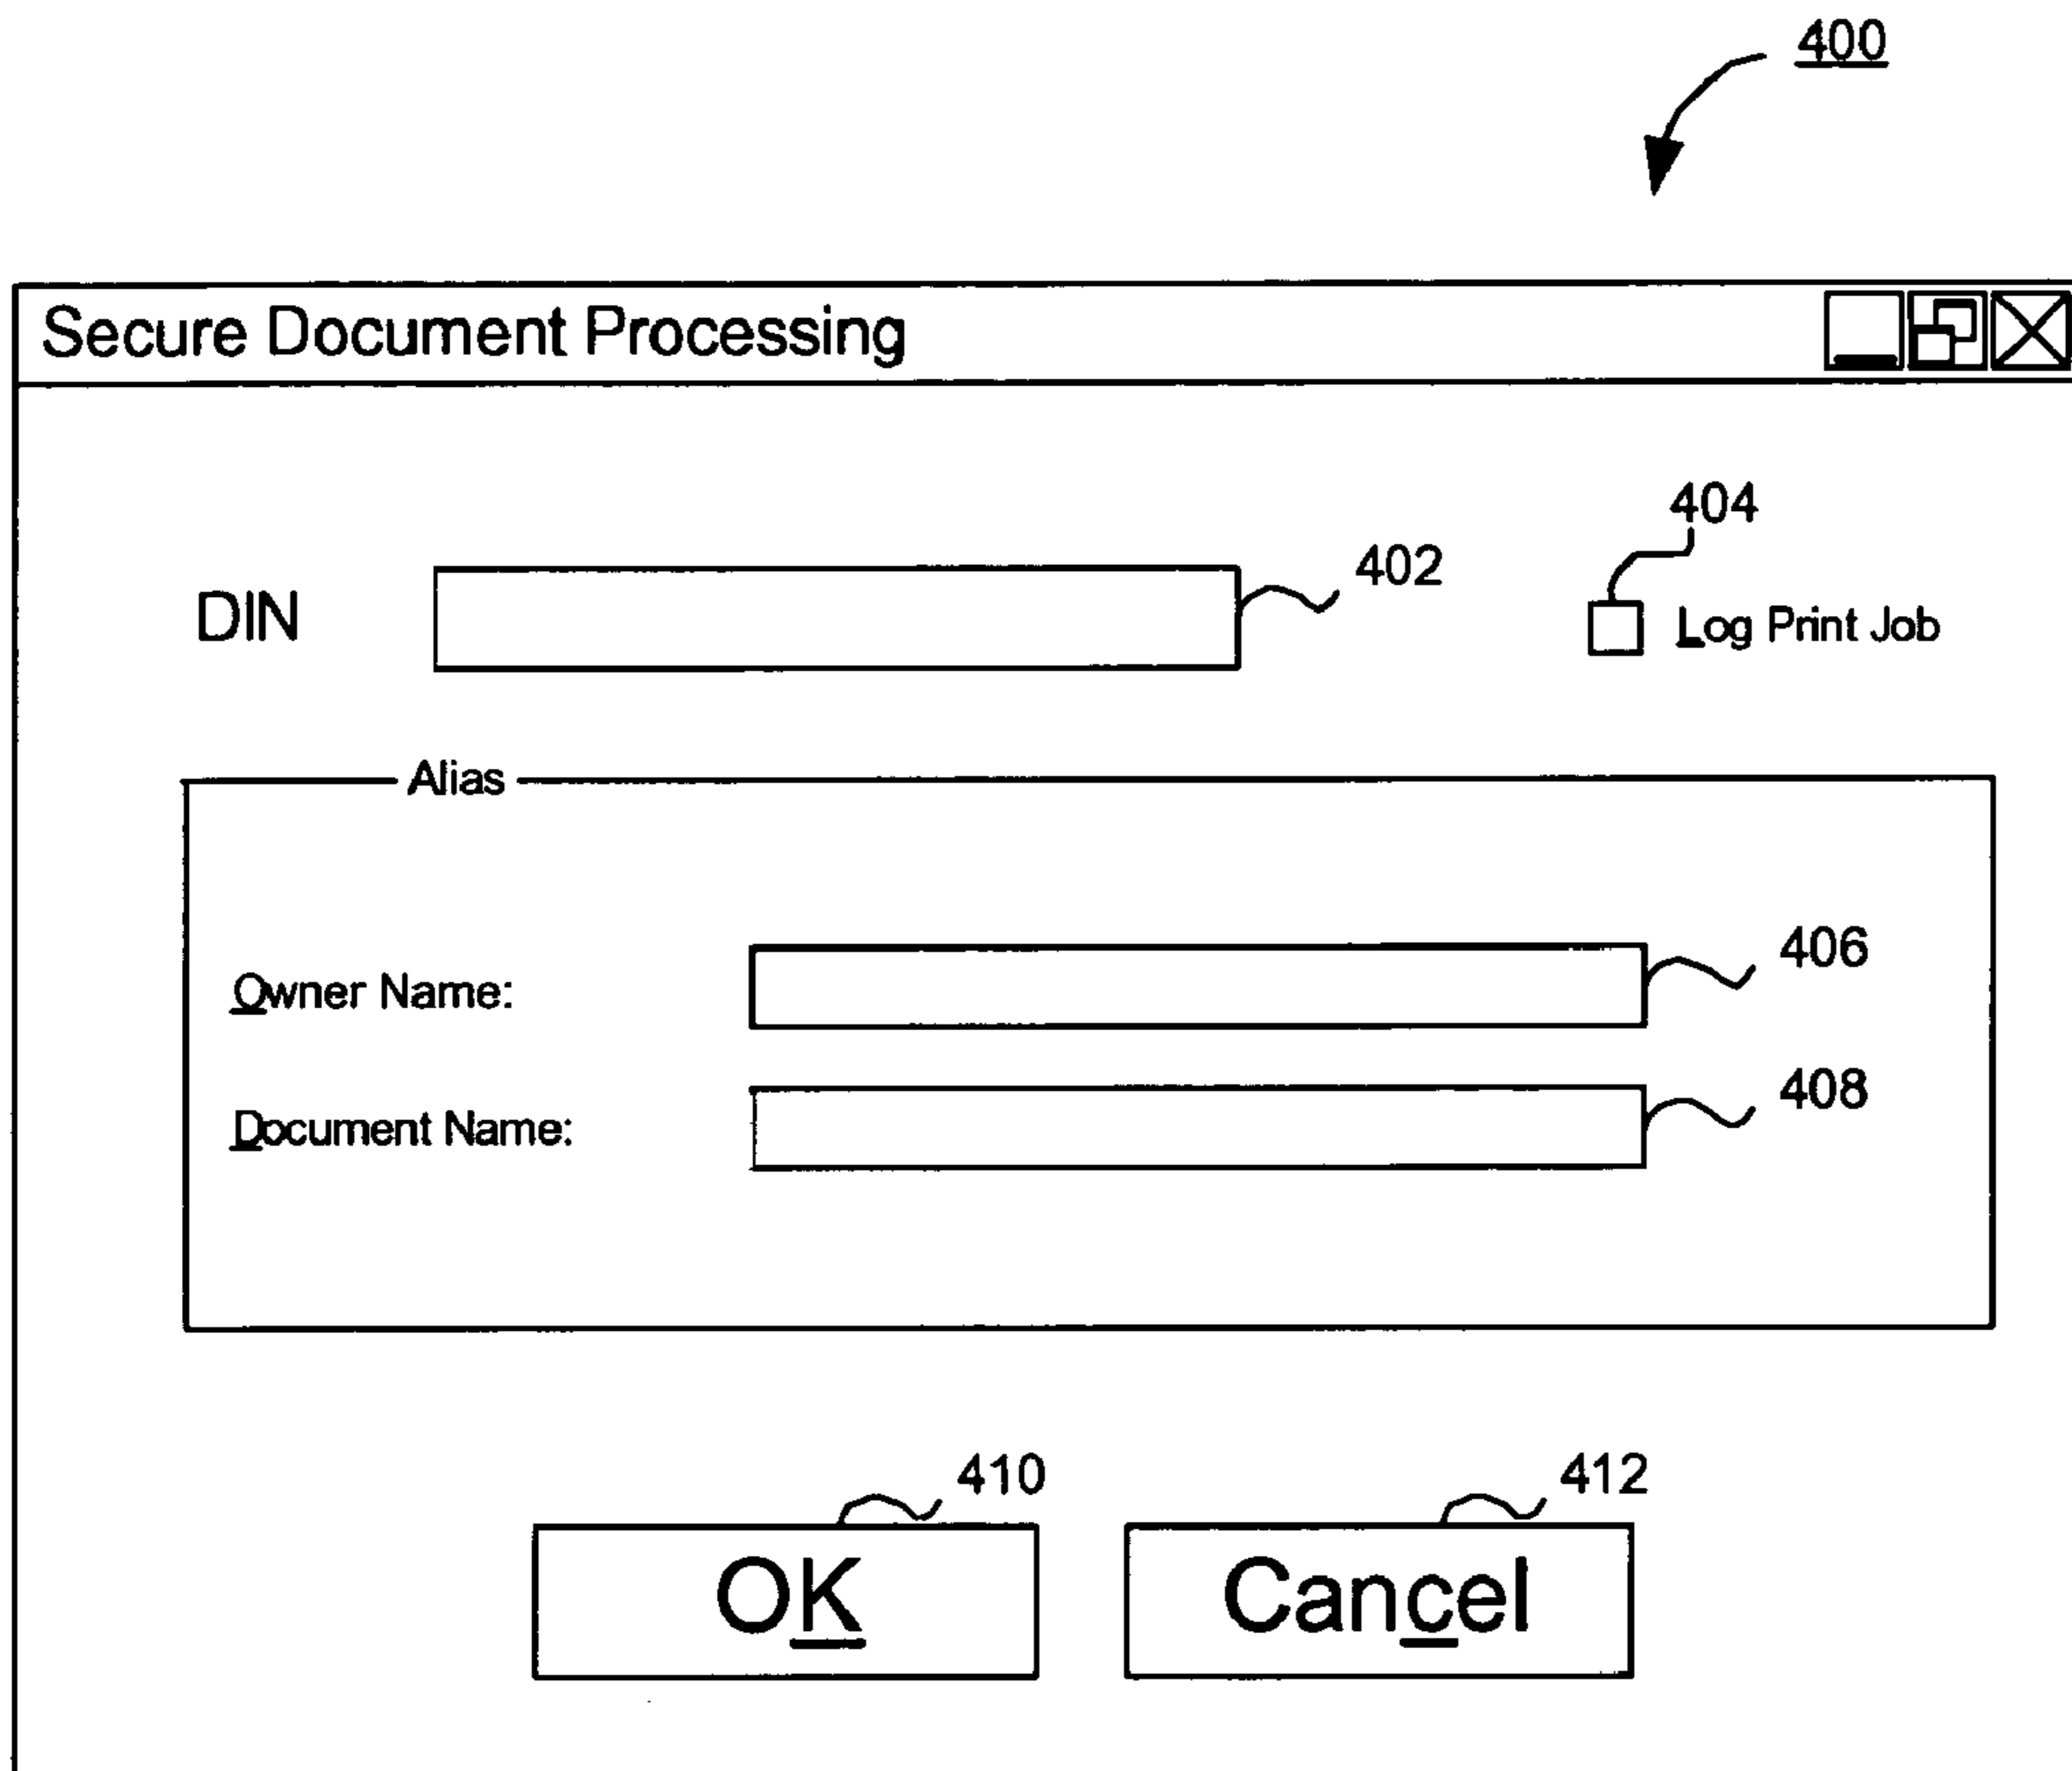 400
Secure Document Processing
404
402
DIN
Log Print Job
Alias
406
Owner Name:
408
Document Name:
410
412
OK
Cancel